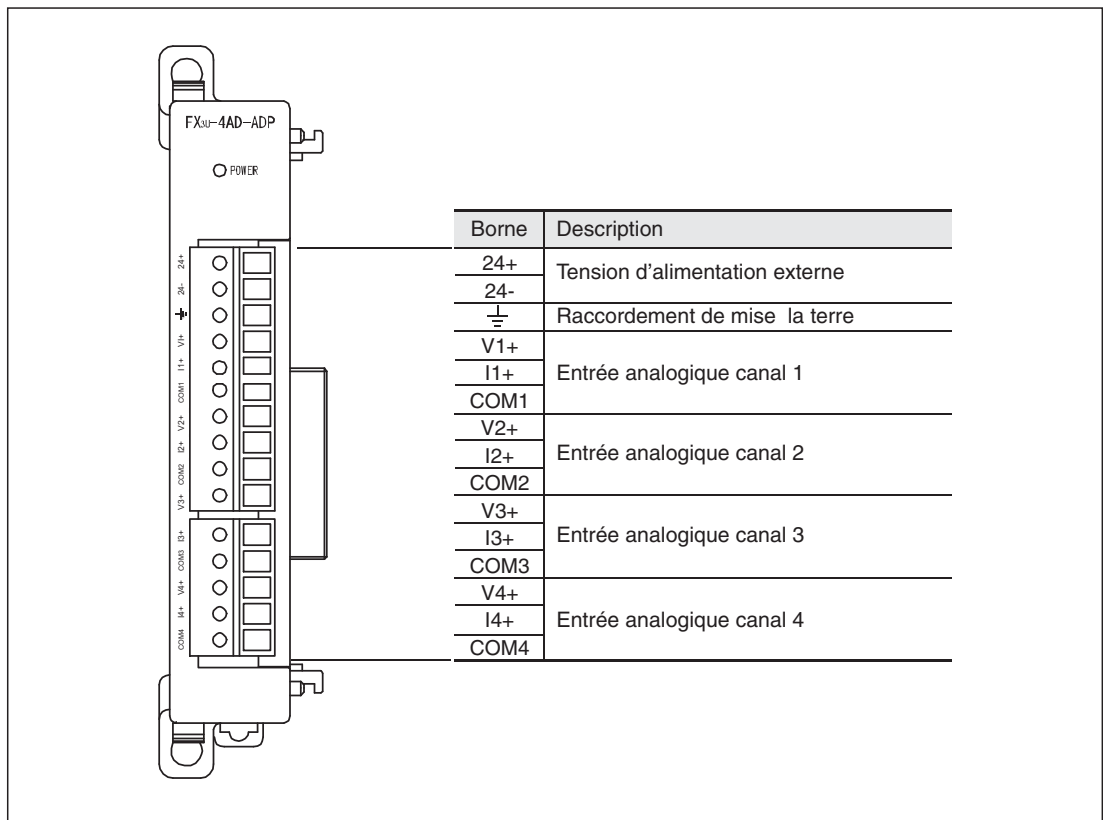 FX3U-4AD-ADP
POWER
24+
24-
⏚
V1+
I1+
COM1
V2+
I2+
COM2
V3+
I3+
COM3
V4+
I4+
COM4
Borne Description
24+
24-
Tension d'alimentation externe
⏚ Raccordement de mise la terre
V1+
I1+
COM1
Entrée analogique canal 1
V2+
I2+
COM2
Entrée analogique canal 2
V3+
I3+
COM3
Entrée analogique canal 3
V4+
I4+
COM4
Entrée analogique canal 4